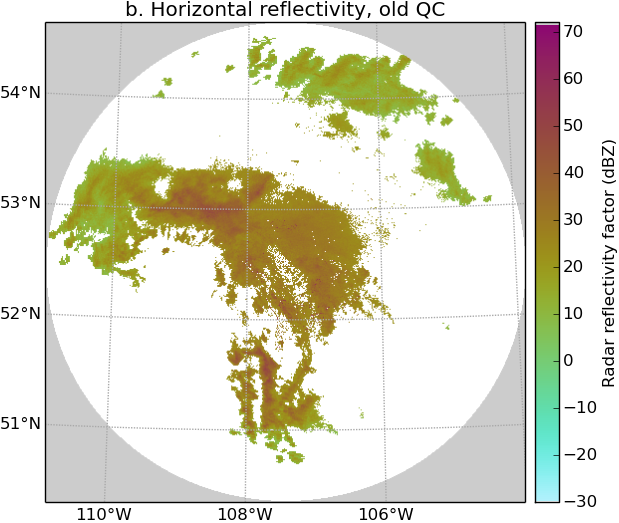 b. Horizontal reflectivity, old QC
54°N
53°N
52°N
51°N
110°W
108°W
106°W
70
60
50
40
30
20
10
0
−10
−20
−30
Radar reflectivity factor (dBZ)